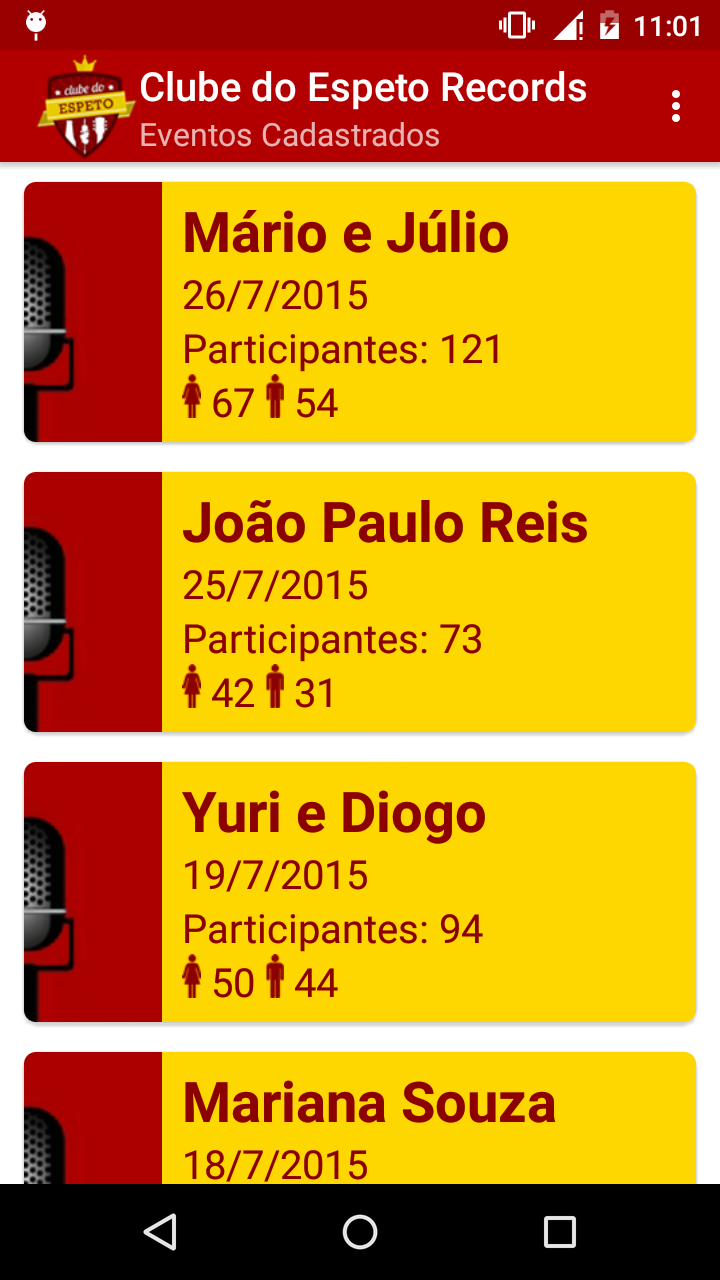 11:01
clube do
ESPETO
Clube do Espeto Records
Eventos Cadastrados
Mário e Júlio
26/7/2015
Participantes: 121
67 54
João Paulo Reis
25/7/2015
Participantes: 73
42 31
Yuri e Diogo
19/7/2015
Participantes: 94
50 44
Mariana Souza
18/7/2015